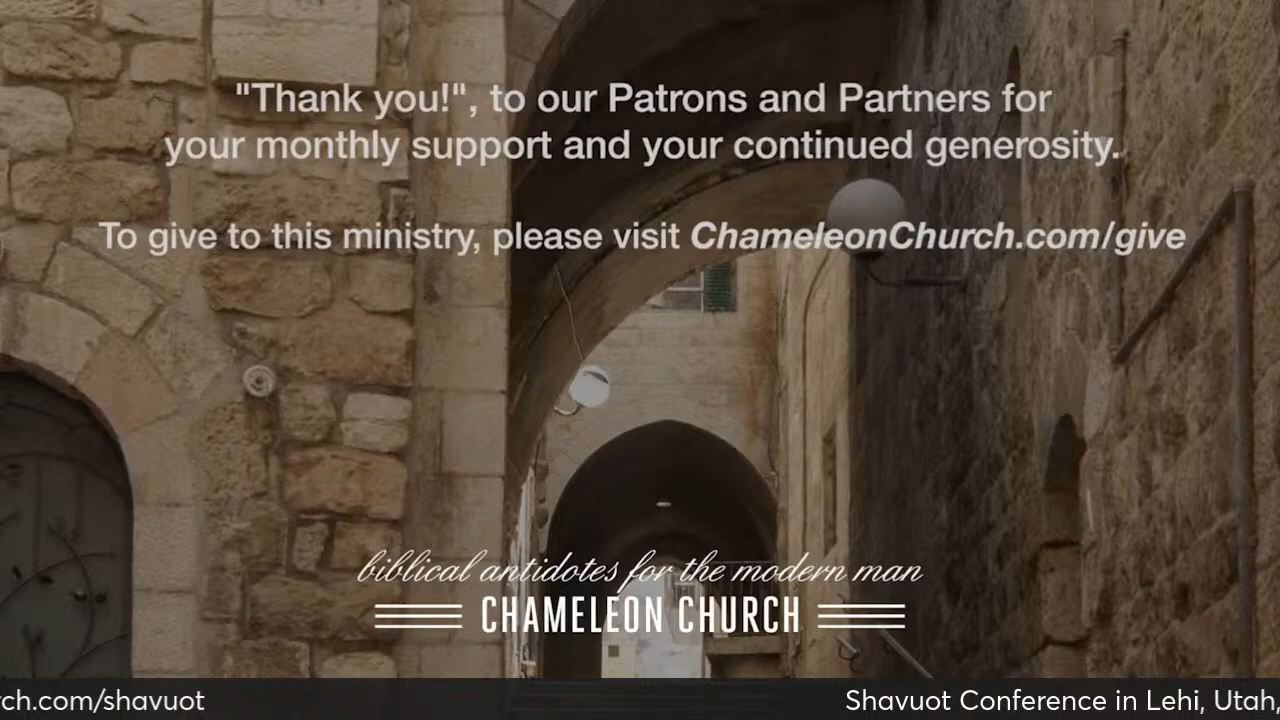 "Thank you!", to our Patrons and Partners for
your monthly support and your continued generosity.
To give to this ministry, please visit ChameleonChurch.com/give
biblical antidotes for the modern man
CHAMELEON CHURCH
rch.com/shavuot
Shavuot Conference in Lehi, Utah,